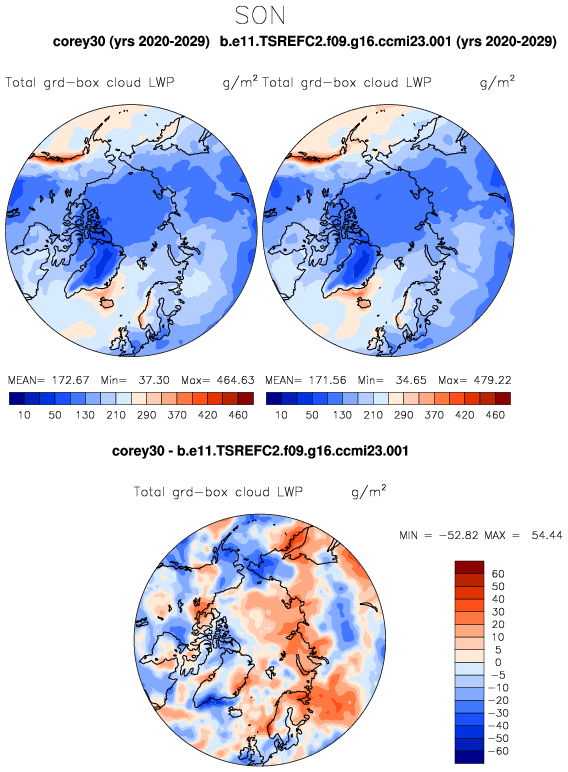 SON
corey30 (yrs 2020-2029) b.e11.TSREFC2.f09.g16.ccmi23.001 (yrs 2020-2029)
Total grd-box cloud LWP g/m² Total grd-box cloud LWP g/m²
MEAN= 172.67 Min= 37.30 Max= 464.63 MEAN= 171.56 Min= 34.65 Max= 479.22
10 50 130 210 290 370 420 460 10 50 130 210 290 370 420 460
corey30 - b.e11.TSREFC2.f09.g16.ccmi23.001
Total grd-box cloud LWP g/m²
MIN = -52.82 MAX = 54.44
60
50
40
30
20
10
5
0
-5
-10
-20
-30
-40
-50
-60